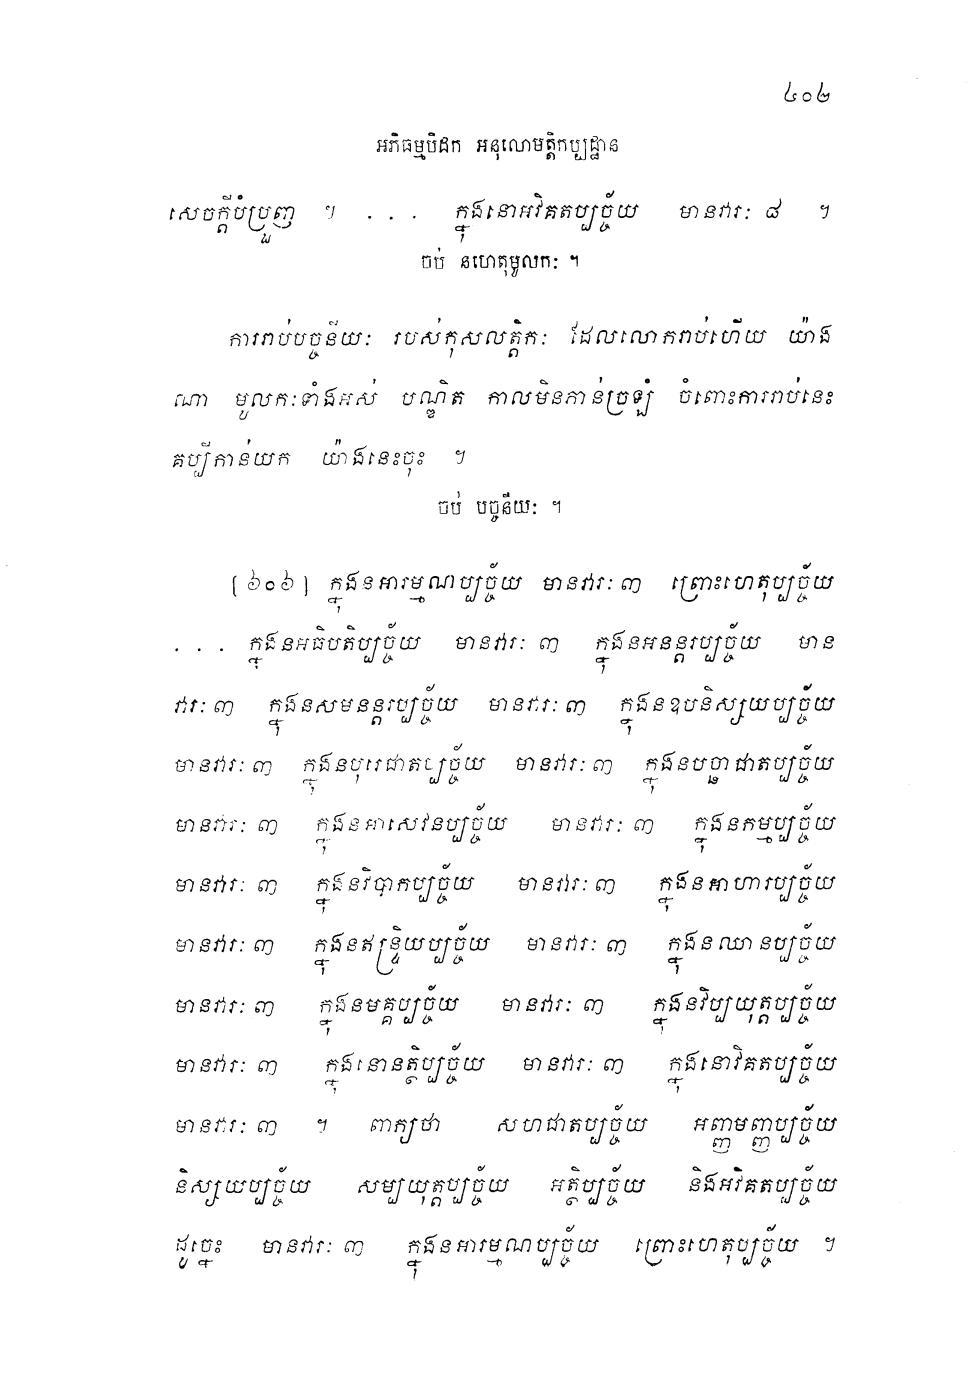 ៤០២
អភិធម្មបិដក អនុលោមត្តិកប្បដ្ឋាន
សេចក្តីបំប្រួញ ។ . . . ក្នុងនោអវិគតប្បច្ច័យ មានវារៈ ៨ ។
ចប់ នហេតុមូលកៈ ។
ការរាប់បច្ចនីយៈ របស់កុសលត្តិកៈ ដែលលោករាប់ហើយ យ៉ាង
ណា មូលកៈទាំងអស់ បណ្ឌិត កាលមិនកាន់ច្រឡំ ចំពោះការរាប់នេះ
គប្បីកាន់យក យ៉ាងនេះចុះ ។
ចប់ បច្ចនីយៈ ។
[៦០៦] ក្នុងនអារម្មណប្បច្ច័យ មានវារៈ ៣ ព្រោះហេតុប្បច្ច័យ
. . . ក្នុងនអធិបតិប្បច្ច័យ មានវារៈ ៣ ក្នុងនអនន្តរប្បច្ច័យ មាន
វារៈ ៣ ក្នុងនសមនន្តរប្បច្ច័យ មានវារៈ ៣ ក្នុងនឧបនិស្សយប្បច្ច័យ
មានវារៈ ៣ ក្នុងនបុរេជាតប្បច្ច័យ មានវារៈ ៣ ក្នុងនបច្ឆាជាតប្បច្ច័យ
មានវារៈ ៣ ក្នុងនអាសេវនប្បច្ច័យ មានវារៈ ៣ ក្នុងនកម្មប្បច្ច័យ
មានវារៈ ៣ ក្នុងនវិបាកប្បច្ច័យ មានវារៈ ៣ ក្នុងនអាហារប្បច្ច័យ
មានវារៈ ៣ ក្នុងនឥន្ទ្រិយប្បច្ច័យ មានវារៈ ៣ ក្នុងនឈានប្បច្ច័យ
មានវារៈ ៣ ក្នុងនមគ្គប្បច្ច័យ មានវារៈ ៣ ក្នុងនវិប្បយុត្តប្បច្ច័យ
មានវារៈ ៣ ក្នុងនោនត្ថិប្បច្ច័យ មានវារៈ ៣ ក្នុងនោវិគតប្បច្ច័យ
មានវារៈ ៣ ។ ពាក្យថា សហជាតប្បច្ច័យ អញ្ញមញ្ញប្បច្ច័យ
និស្សយប្បច្ច័យ សម្បយុត្តប្បច្ច័យ អត្ថិប្បច្ច័យ និងអវិគតប្បច្ច័យ
ដូច្នេះ មានវារៈ ៣ ក្នុងនអារម្មណប្បច្ច័យ ព្រោះហេតុប្បច្ច័យ ។